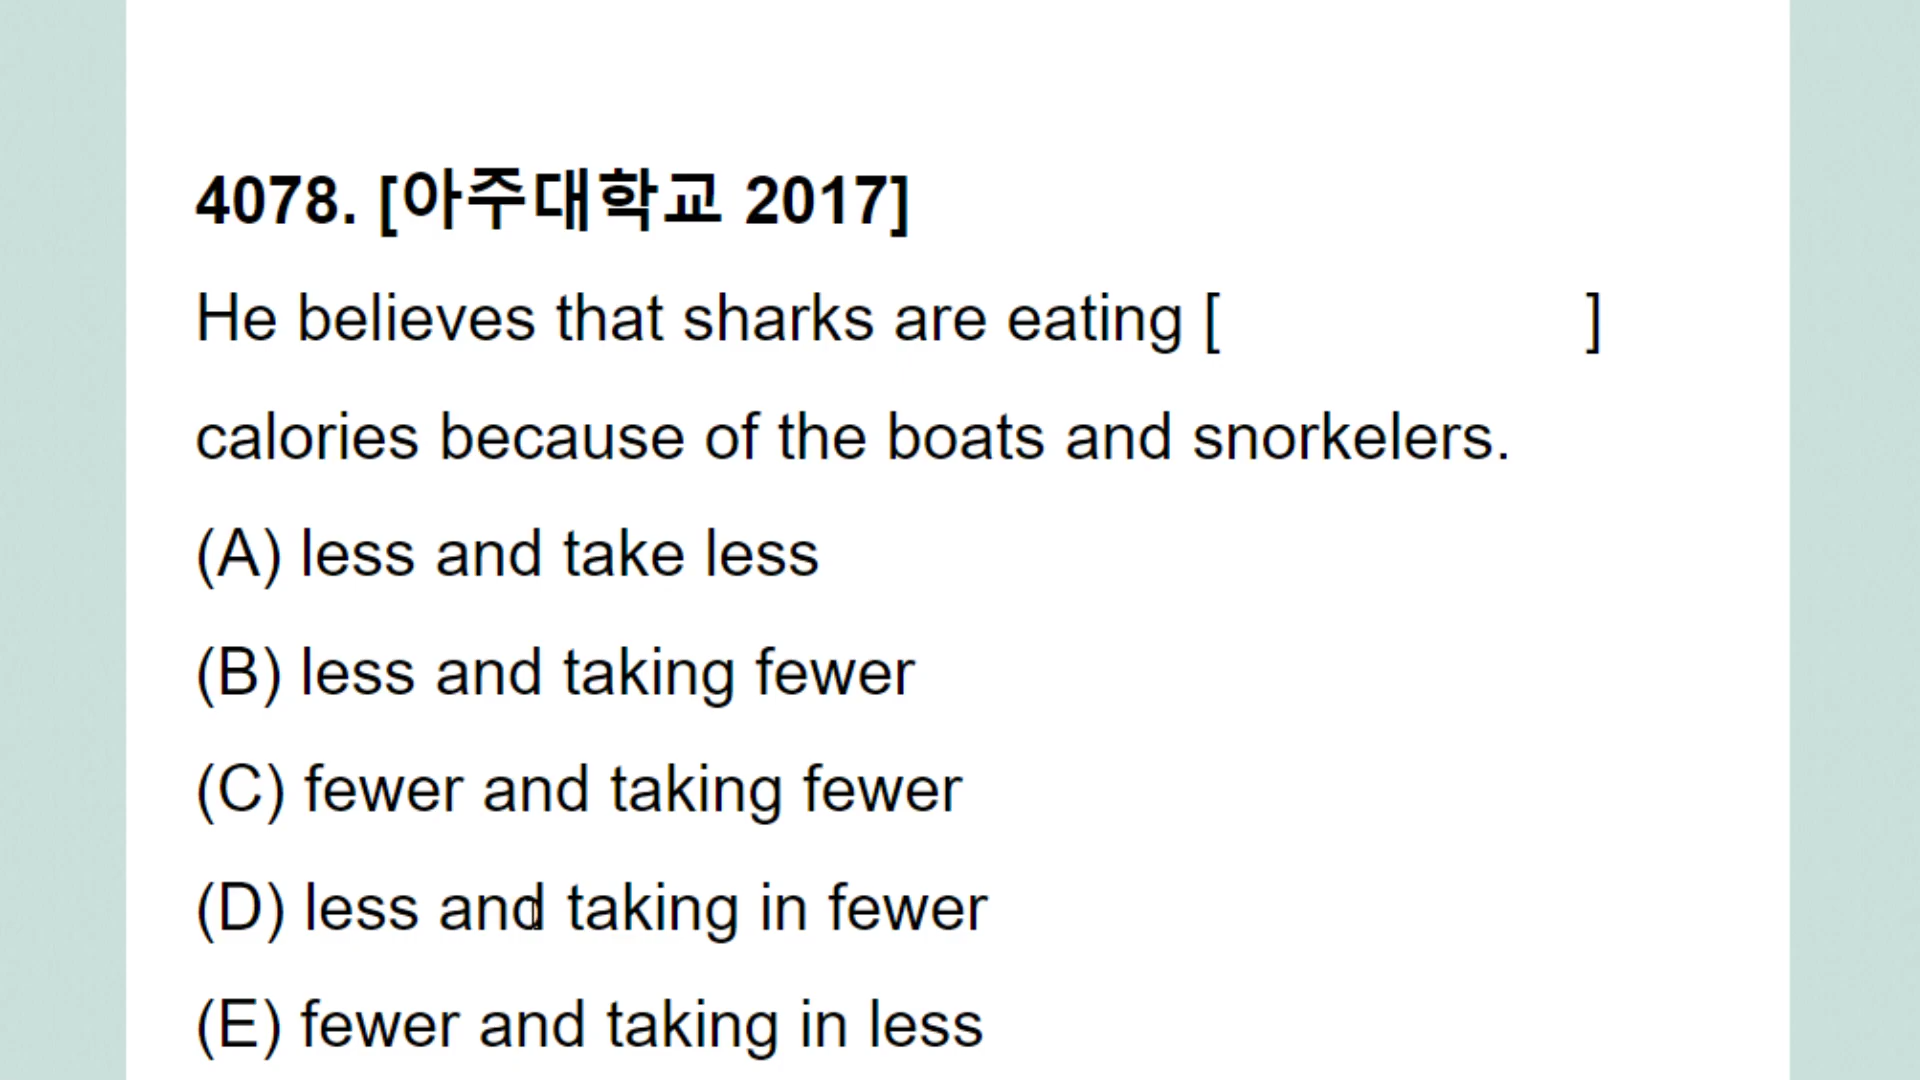 4078. [아주대학교 2017]
He believes that sharks are eating [ ]
calories because of the boats and snorkelers.
(A) less and take less
(B) less and taking fewer
(C) fewer and taking fewer
(D) less and taking in fewer
(E) fewer and taking in less